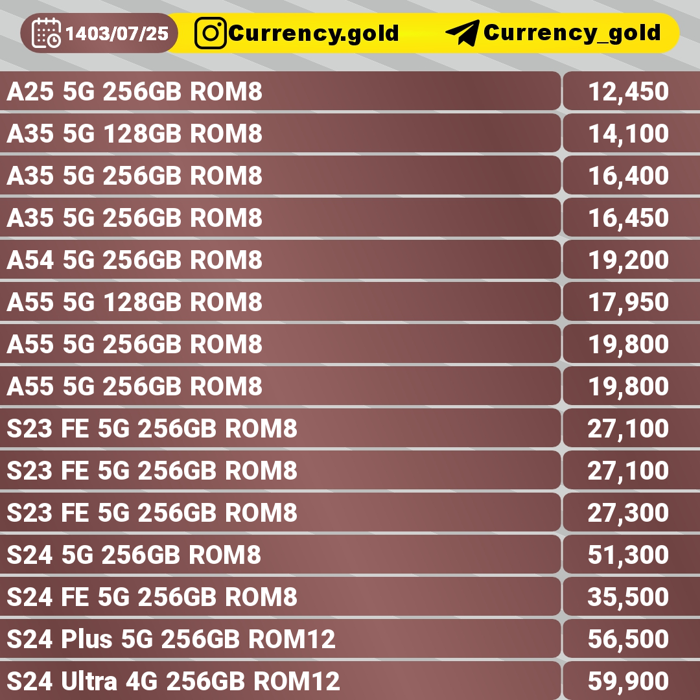 1403/07/25 Currency.gold Currency_gold
A25 5G 256GB ROM8 12,450
A35 5G 128GB ROM8 14,100
A35 5G 256GB ROM8 16,400
A35 5G 256GB ROM8 16,450
A54 5G 256GB ROM8 19,200
A55 5G 128GB ROM8 17,950
A55 5G 256GB ROM8 19,800
A55 5G 256GB ROM8 19,800
S23 FE 5G 256GB ROM8 27,100
S23 FE 5G 256GB ROM8 27,100
S23 FE 5G 256GB ROM8 27,300
S24 5G 256GB ROM8 51,300
S24 FE 5G 256GB ROM8 35,500
S24 Plus 5G 256GB ROM12 56,500
S24 Ultra 4G 256GB ROM12 59,900